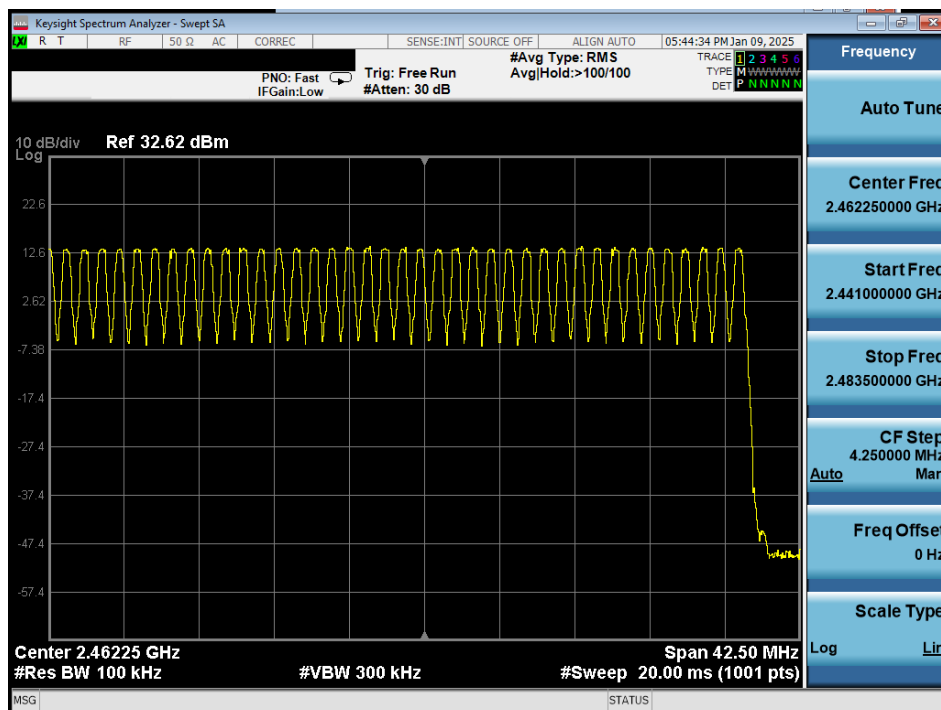 Keysight Spectrum Analyzer - Swept SA
LXI R T RF 50 Ω AC CORREC SENSE:INT SOURCE OFF ALIGN AUTO 05:44:34 PM Jan 09, 2025
Frequency
PNO: Fast
IFGain:Low
Trig: Free Run
#Atten: 30 dB
#Avg Type: RMS
Avg|Hold:>100/100
TRACE 1 2 3 4 5 6
TYPE M WWWWW
DET P N N N N N
Auto Tune
10 dB/div Ref 32.62 dBm
Log
22.6
12.6
2.62
-7.38
-17.4
-27.4
-37.4
-47.4
-57.4
Center Freq
2.462250000 GHz
Start Freq
2.441000000 GHz
Stop Freq
2.483500000 GHz
CF Step
4.250000 MHz
Auto Man
Freq Offset
0 Hz
Scale Type
Log Lin
Center 2.46225 GHz Span 42.50 MHz
#Res BW 100 kHz #VBW 300 kHz #Sweep 20.00 ms (1001 pts)
MSG STATUS